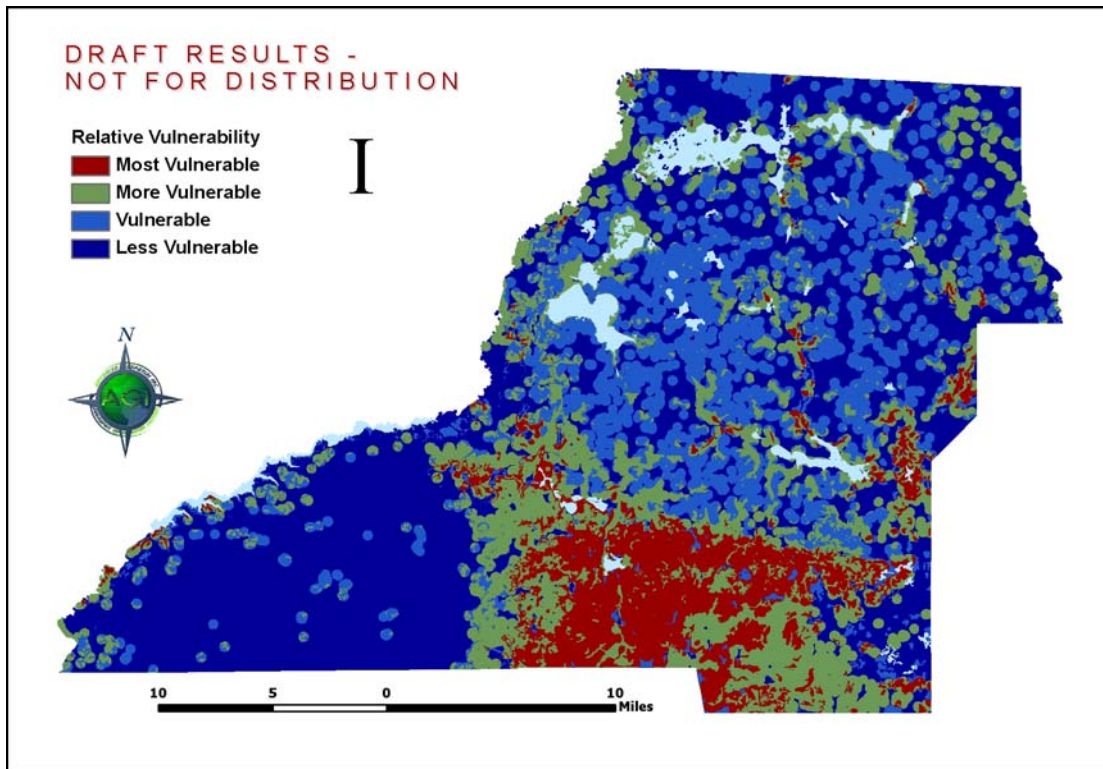 DRAFT RESULTS -
NOT FOR DISTRIBUTION
Relative Vulnerability
I
Most Vulnerable
More Vulnerable
Vulnerable
Less Vulnerable
N
AGI
10 5 0 10
Miles